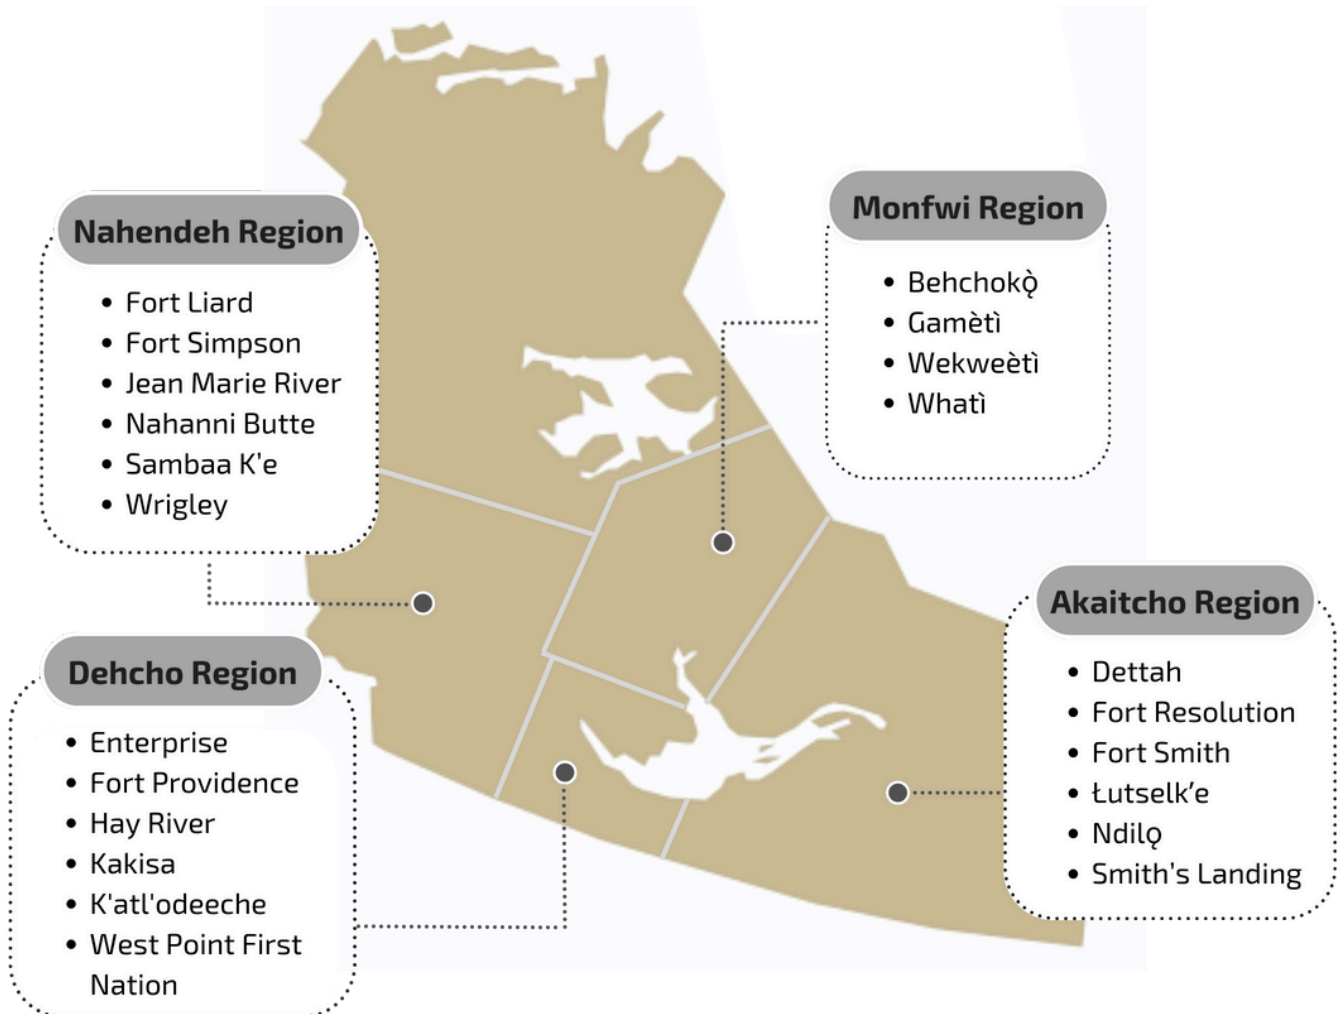 Nahendeh Region
• Fort Liard
• Fort Simpson
• Jean Marie River
• Nahanni Butte
• Sambaa K'e
• Wrigley
Monfwi Region
• Behchokǫ̀
• Gamètì
• Wekweètì
• Whatì
Dehcho Region
• Enterprise
• Fort Providence
• Hay River
• Kakisa
• K'atl'odeeche
• West Point First
Nation
Akaitcho Region
• Dettah
• Fort Resolution
• Fort Smith
• Łutselk’e
• Ndilǫ
• Smith's Landing